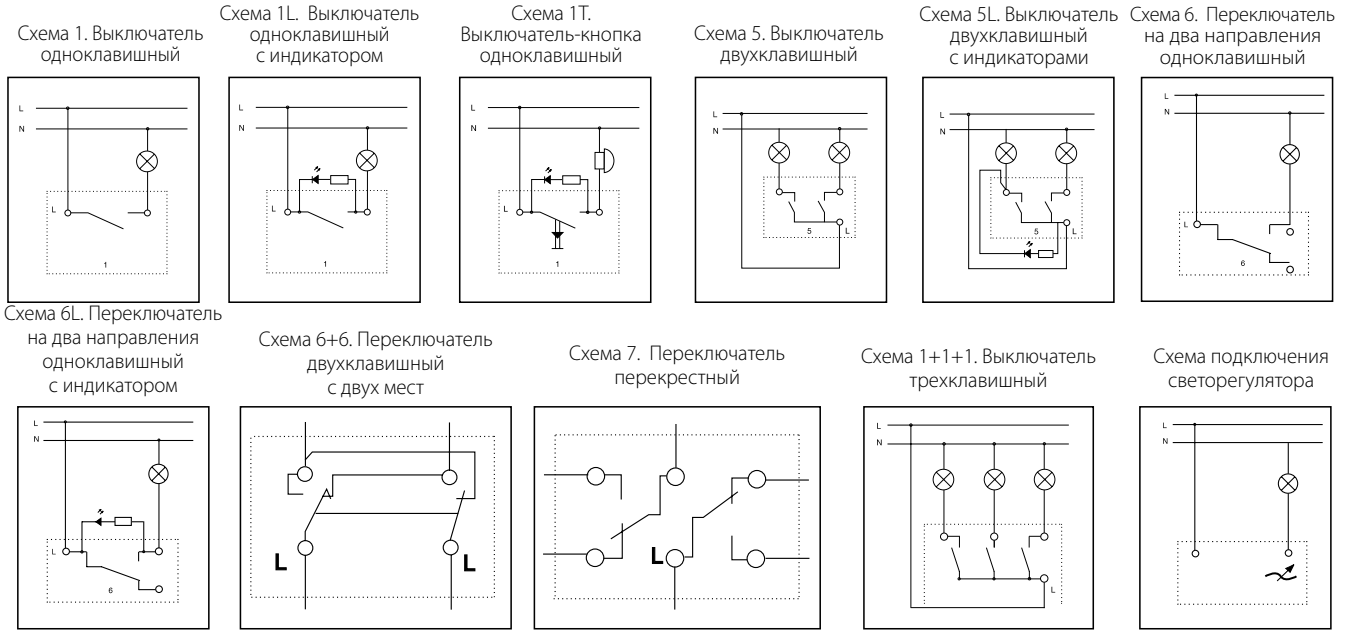 Схема 1. Выключатель
одноклавишный
L
N
L
1
Схема 1L. Выключатель
одноклавишный
с индикатором
L
N
L
1
Схема 1T.
Выключатель-кнопка
одноклавишный
L
N
L
1
Схема 5. Выключатель
двухклавишный
L
N
5
L
Схема 5L. Выключатель
двухклавишный
с индикаторами
L
N
5
L
Схема 6. Переключатель
на два направления
одноклавишный
L
N
L
6
Схема 6L. Переключатель
на два направления
одноклавишный
с индикатором
L
N
L
6
Схема 6+6. Переключатель
двухклавишный
с двух мест
L
L
Схема 7. Переключатель
перекрестный
L
Схема 1+1+1. Выключатель
трехклавишный
L
N
L
Схема подключения
светорегулятора
L
N